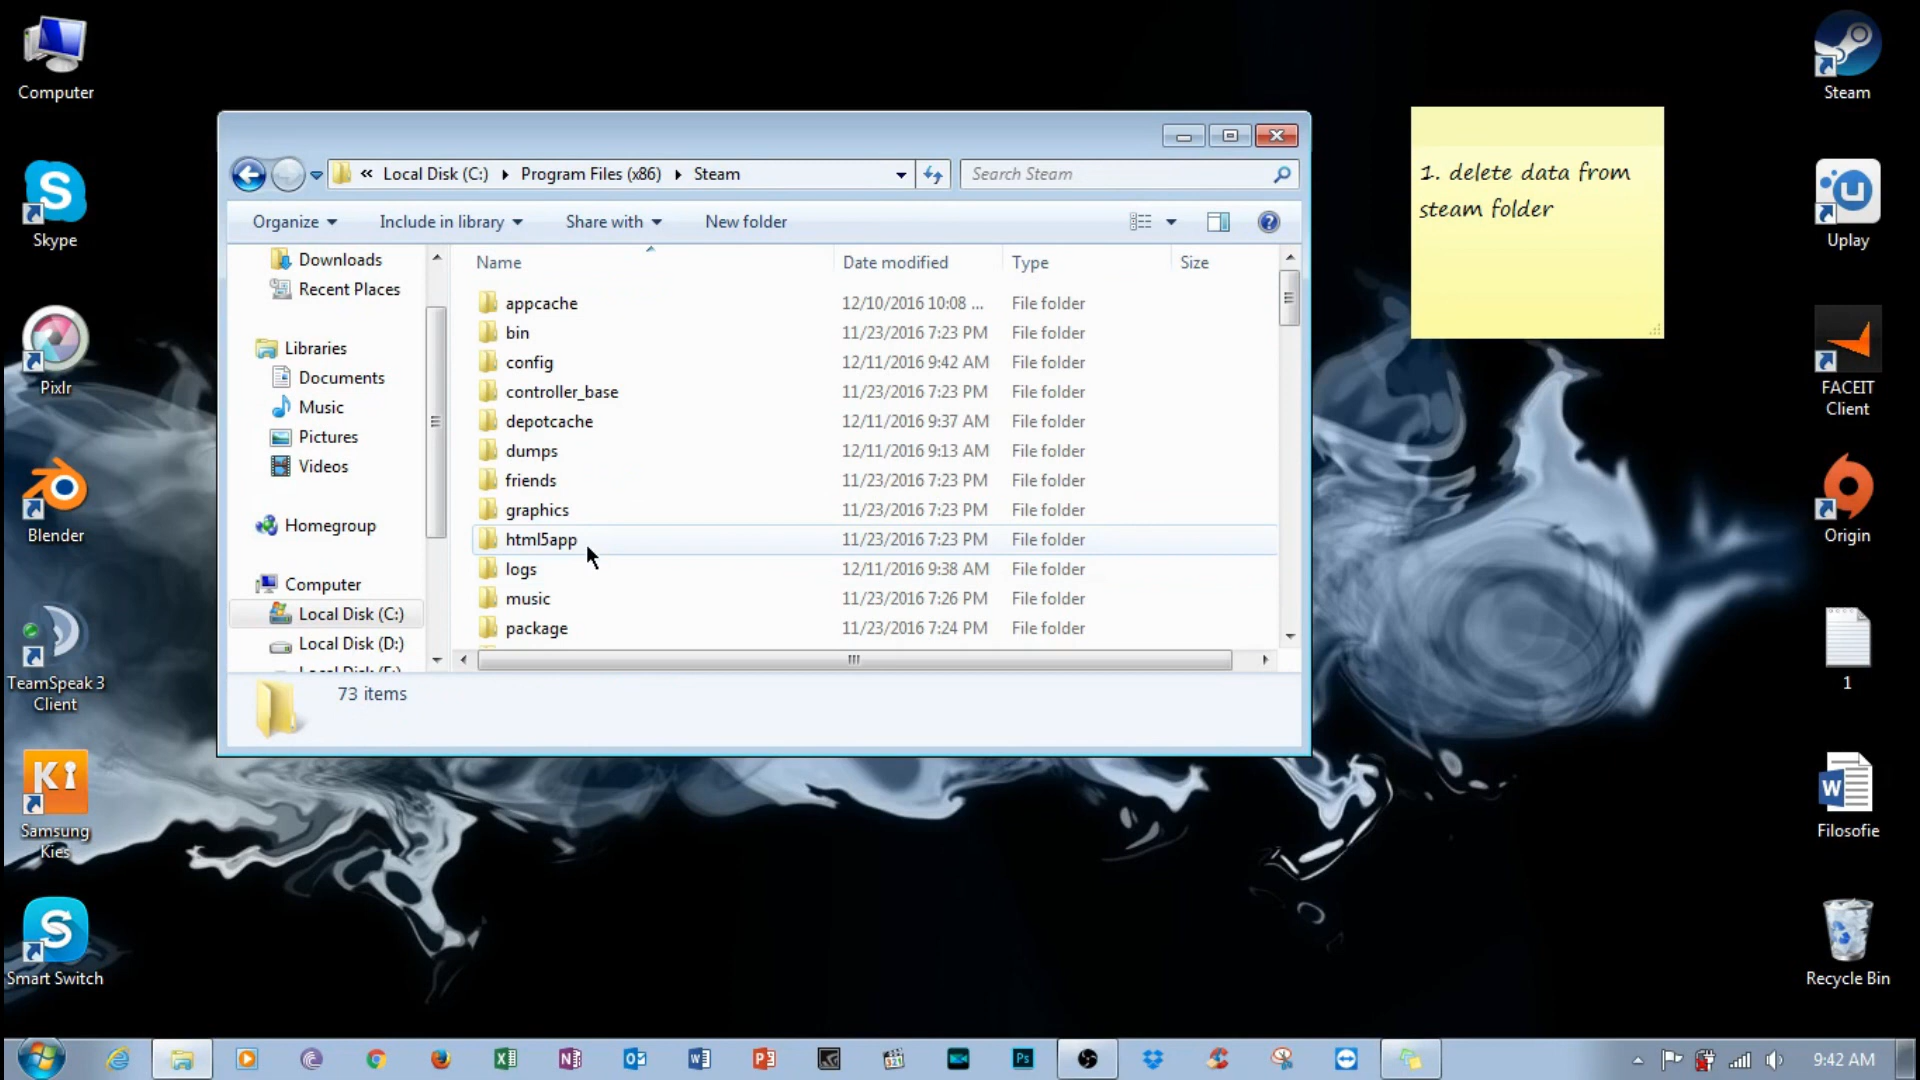 Computer
Skype
Pixlr
Blender
TeamSpeak 3
Client
Ki
Samsung
Kies
S
Smart Switch
« Local Disk (C:) ▸ Program Files (x86) ▸ Steam
Search Steam
Organize
Include in library
Share with
New folder
Downloads
Recent Places
Libraries
Documents
Music
Pictures
Videos
Homegroup
Computer
Local Disk (C:)
Local Disk (D:)
Name Date modified Type Size
appcache 12/10/2016 10:08 ... File folder
bin 11/23/2016 7:23 PM File folder
config 12/11/2016 9:42 AM File folder
controller_base 11/23/2016 7:23 PM File folder
depotcache 12/11/2016 9:37 AM File folder
dumps 12/11/2016 9:13 AM File folder
friends 11/23/2016 7:23 PM File folder
graphics 11/23/2016 7:23 PM File folder
html5app 11/23/2016 7:23 PM File folder
logs 12/11/2016 9:38 AM File folder
music 11/23/2016 7:26 PM File folder
package 11/23/2016 7:24 PM File folder
73 items
1. delete data from
steam folder
Steam
Uplay
FACEIT
Client
Origin
1
Filosofie
Recycle Bin
9:42 AM